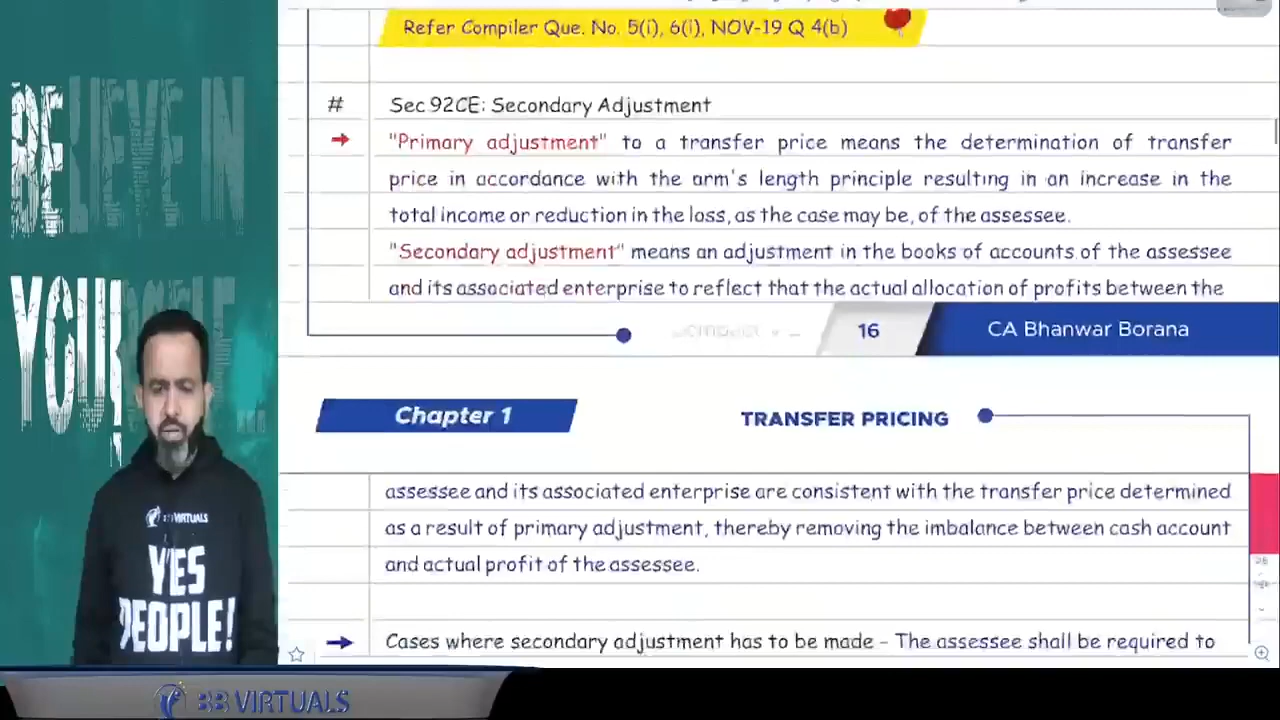 Refer Compiler Que. No. 5(i), 6(i), NOV-19 Q 4(b)
# Sec 92CE: Secondary Adjustment
"Primary adjustment" to a transfer price means the determination of transfer
price in accordance with the arm's length principle resulting in an increase in the
total income or reduction in the loss, as the case may be, of the assessee.
"Secondary adjustment" means an adjustment in the books of accounts of the assessee
and its associated enterprise to reflect that the actual allocation of profits between the
16
CA Bhanwar Borana
Chapter 1
TRANSFER PRICING
assessee and its associated enterprise are consistent with the transfer price determined
as a result of primary adjustment, thereby removing the imbalance between cash account
and actual profit of the assessee.
Cases where secondary adjustment has to be made - The assessee shall be required to
BELIEVE IN
YOU
BB VIRTUALS
YES
PEOPLE!
BB VIRTUALS